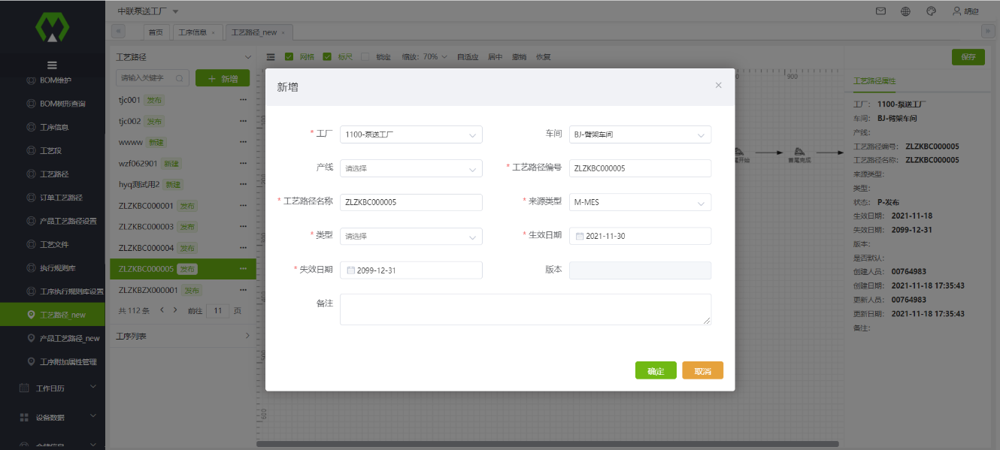 中联泵送工厂
胡迎
首页
工序信息
工艺路径_new
BOM维护
BOM树形查询
工序信息
工艺段
工艺路径
订单工艺路径
产品工艺路径设置
工艺文件
执行规则库
工序执行规则库设置
工艺路径_new
产品工艺路径_new
工序附加属性管理
工作日历
设备数据
仓储信息
工艺路径
请输入关键字
新增
tjc001 发布
tjc002 发布
wwww 新建
wzf062901 新建
hyq测试用2 新建
ZLZKBC000001 发布
ZLZKBC000003 发布
ZLZKBC000004 发布
ZLZKBC000005 发布
ZLZKBZX000001 发布
共 112 条 前往 11 页
工序列表
网格 标尺 锁定 缩放: 70% 自适应 居中 撤销 恢复
保存
900
首尾完成
600
新增
* 工厂 1100-泵送工厂
车间 BJ-臂架车间
产线 请选择
* 工艺路径编号 ZLZKBC000005
* 工艺路径名称 ZLZKBC000005
* 来源类型 M-MES
* 类型 请选择
* 生效日期 2021-11-30
* 失效日期 2099-12-31
版本
备注
确定 取消
工艺路径属性
工厂: 1100-泵送工厂
车间: BJ-臂架车间
产线:
工艺路径编号: ZLZKBC000005
工艺路径名称: ZLZKBC000005
来源类型:
类型:
状态: P-发布
生效日期: 2021-11-18
失效日期: 2099-12-31
版本:
是否默认:
创建人员: 00764983
创建日期: 2021-11-18 17:35:43
更新人员: 00764983
更新日期: 2021-11-18 17:35:43
备注: